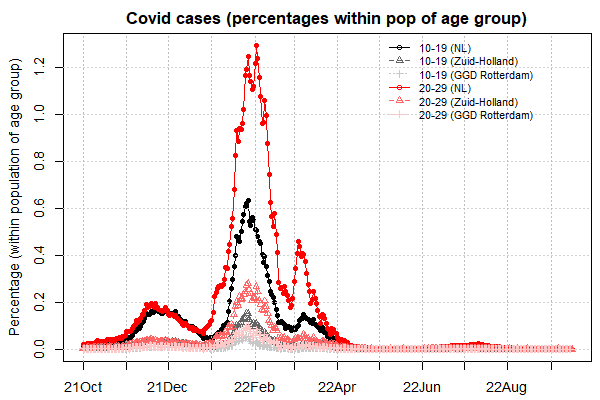 Covid cases (percentages within pop of age group)
Percentage (within population of age group)
1.2
1.0
0.8
0.6
0.4
0.2
0.0
10-19 (NL)
10-19 (Zuid-Holland)
10-19 (GGD Rotterdam)
20-29 (NL)
20-29 (Zuid-Holland)
20-29 (GGD Rotterdam)
21Oct 21Dec 22Feb 22Apr 22Jun 22Aug